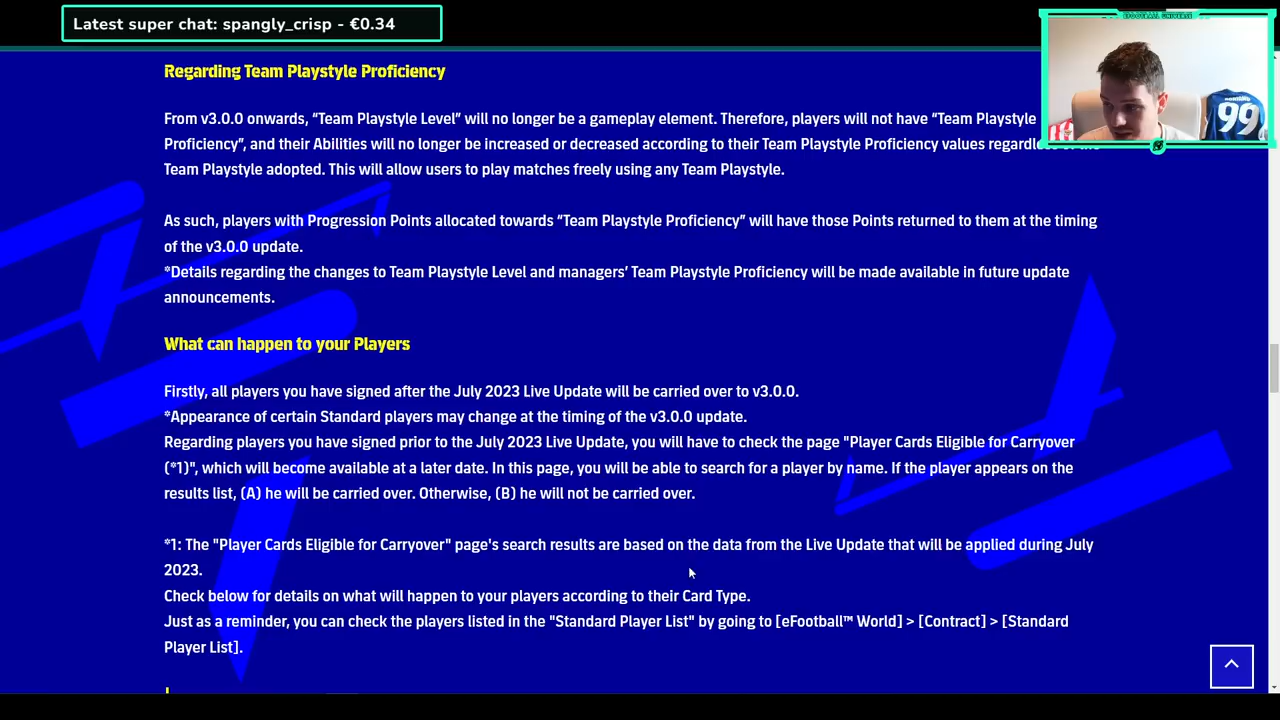 Latest super chat: spangly_crisp - €0.34
EFOOTBALL UNIVERSE
99
Regarding Team Playstyle Proficiency
From v3.0.0 onwards, “Team Playstyle Level” will no longer be a gameplay element. Therefore, players will not have “Team Playstyle
Proficiency”, and their Abilities will no longer be increased or decreased according to their Team Playstyle Proficiency values regardless of the
Team Playstyle adopted. This will allow users to play matches freely using any Team Playstyle.
As such, players with Progression Points allocated towards “Team Playstyle Proficiency” will have those Points returned to them at the timing
of the v3.0.0 update.
*Details regarding the changes to Team Playstyle Level and managers’ Team Playstyle Proficiency will be made available in future update
announcements.
What can happen to your Players
Firstly, all players you have signed after the July 2023 Live Update will be carried over to v3.0.0.
*Appearance of certain Standard players may change at the timing of the v3.0.0 update.
Regarding players you have signed prior to the July 2023 Live Update, you will have to check the page "Player Cards Eligible for Carryover
(*1)", which will become available at a later date. In this page, you will be able to search for a player by name. If the player appears on the
results list, (A) he will be carried over. Otherwise, (B) he will not be carried over.
*1: The "Player Cards Eligible for Carryover" page's search results are based on the data from the Live Update that will be applied during July
2023.
Check below for details on what will happen to your players according to their Card Type.
Just as a reminder, you can check the players listed in the "Standard Player List" by going to [eFootball™ World] > [Contract] > [Standard
Player List].